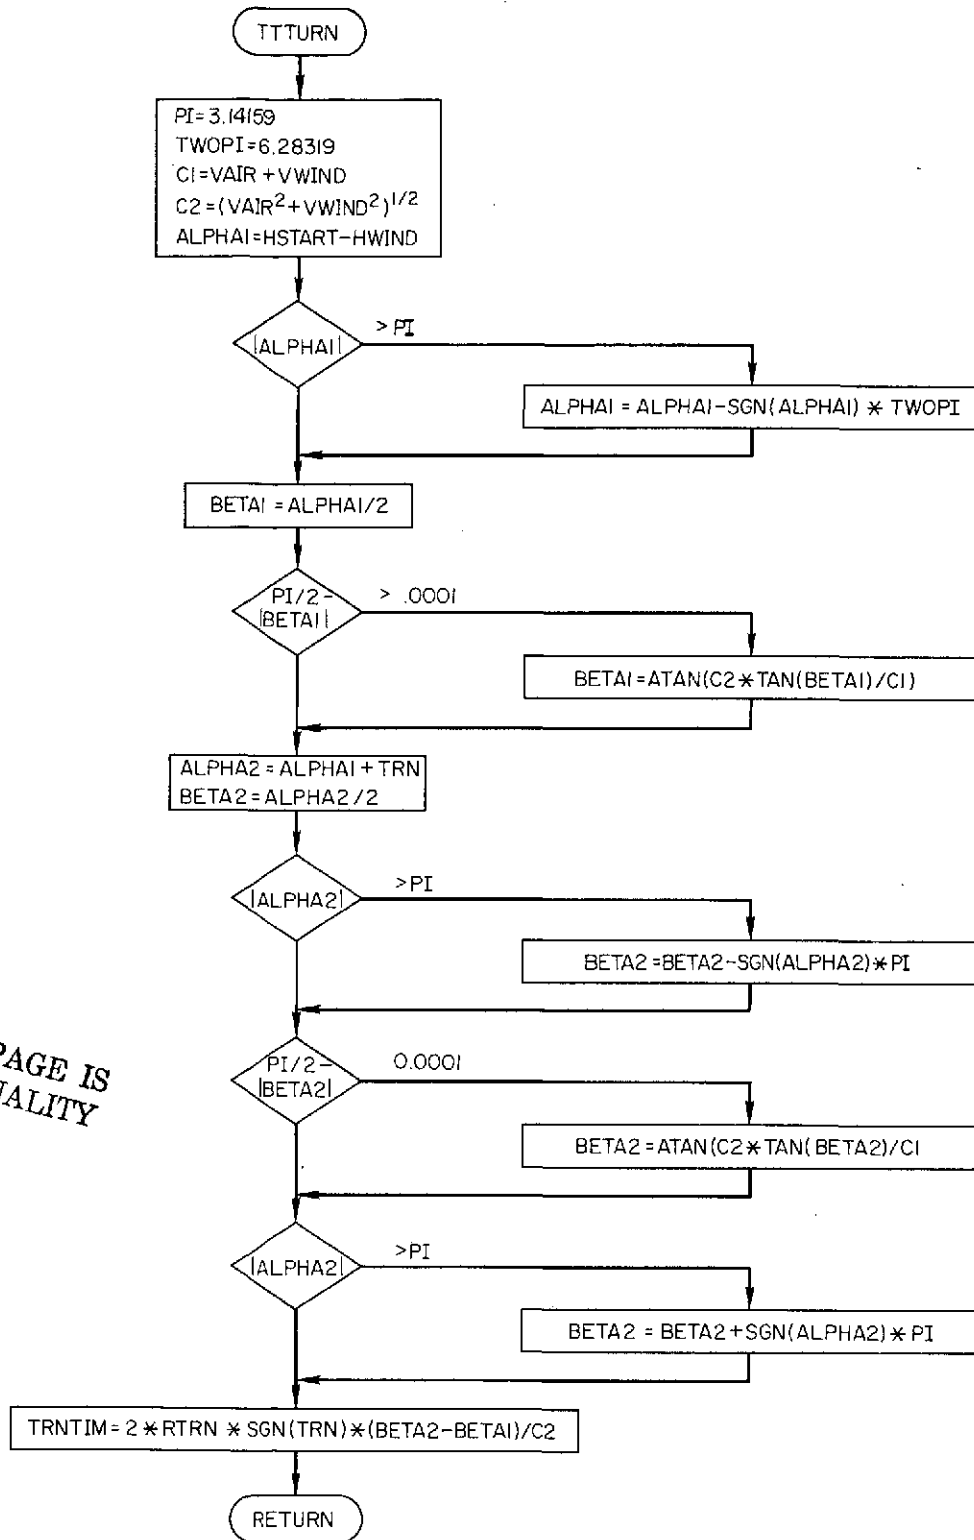 TTTURN
PI=3.14159
TWOPI=6.28319
C1=VAIR+VWIND
C2=(VAIR²+VWIND²)^1/2
ALPHA1=HSTART-HWIND
|ALPHA1|
> PI
ALPHA1 = ALPHA1-SGN(ALPHA1) * TWOPI
BETA1 = ALPHA1/2
PI/2-
|BETA1|
> .0001
BETA1=ATAN(C2*TAN(BETA1)/C1)
ALPHA2=ALPHA1+TRN
BETA2=ALPHA2/2
|ALPHA2|
>PI
BETA2=BETA2-SGN(ALPHA2)*PI
PAGE IS
PI/2-
|BETA2|
0.0001
BETA2=ATAN(C2*TAN(BETA2)/C1
|ALPHA2|
>PI
BETA2 = BETA2+SGN(ALPHA2)*PI
TRNTIM=2*RTRN * SGN(TRN)*(BETA2-BETA1)/C2
RETURN